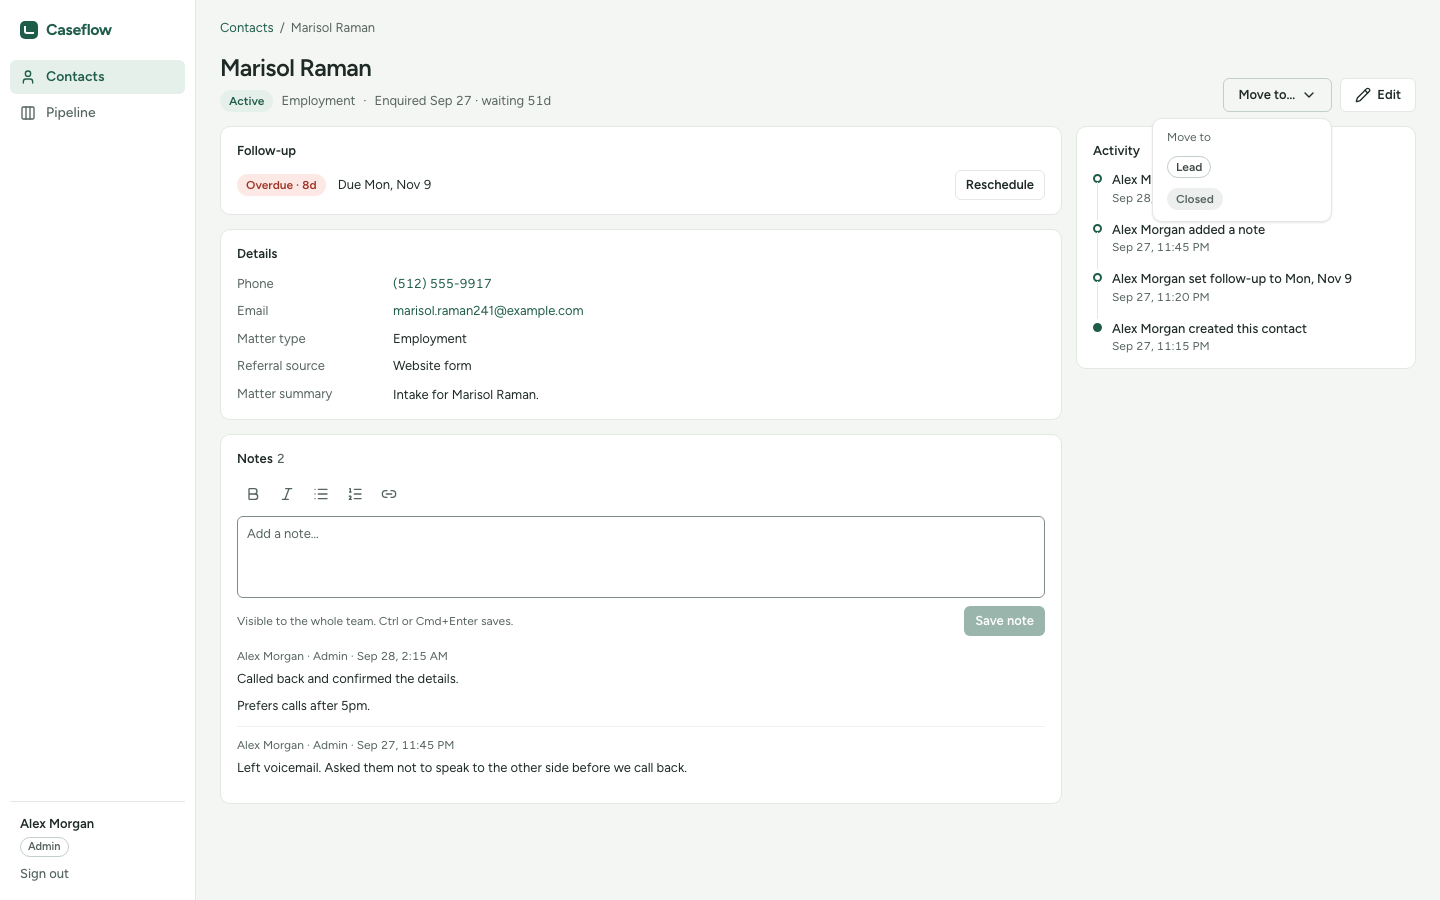 Caseflow
Contacts
Pipeline
Alex Morgan
Admin
Sign out
Contacts / Marisol Raman
Marisol Raman
Active Employment · Enquired Sep 27 · waiting 51d
Move to...
Edit
Move to
Lead
Closed
Follow-up
Overdue · 8d Due Mon, Nov 9
Reschedule
Details
Phone (512) 555-9917
Email marisol.raman241@example.com
Matter type Employment
Referral source Website form
Matter summary Intake for Marisol Raman.
Notes 2
Add a note...
Visible to the whole team. Ctrl or Cmd+Enter saves.
Save note
Alex Morgan · Admin · Sep 28, 2:15 AM
Called back and confirmed the details.
Prefers calls after 5pm.
Alex Morgan · Admin · Sep 27, 11:45 PM
Left voicemail. Asked them not to speak to the other side before we call back.
Activity
Alex M
Sep 28,
Alex Morgan added a note
Sep 27, 11:45 PM
Alex Morgan set follow-up to Mon, Nov 9
Sep 27, 11:20 PM
Alex Morgan created this contact
Sep 27, 11:15 PM